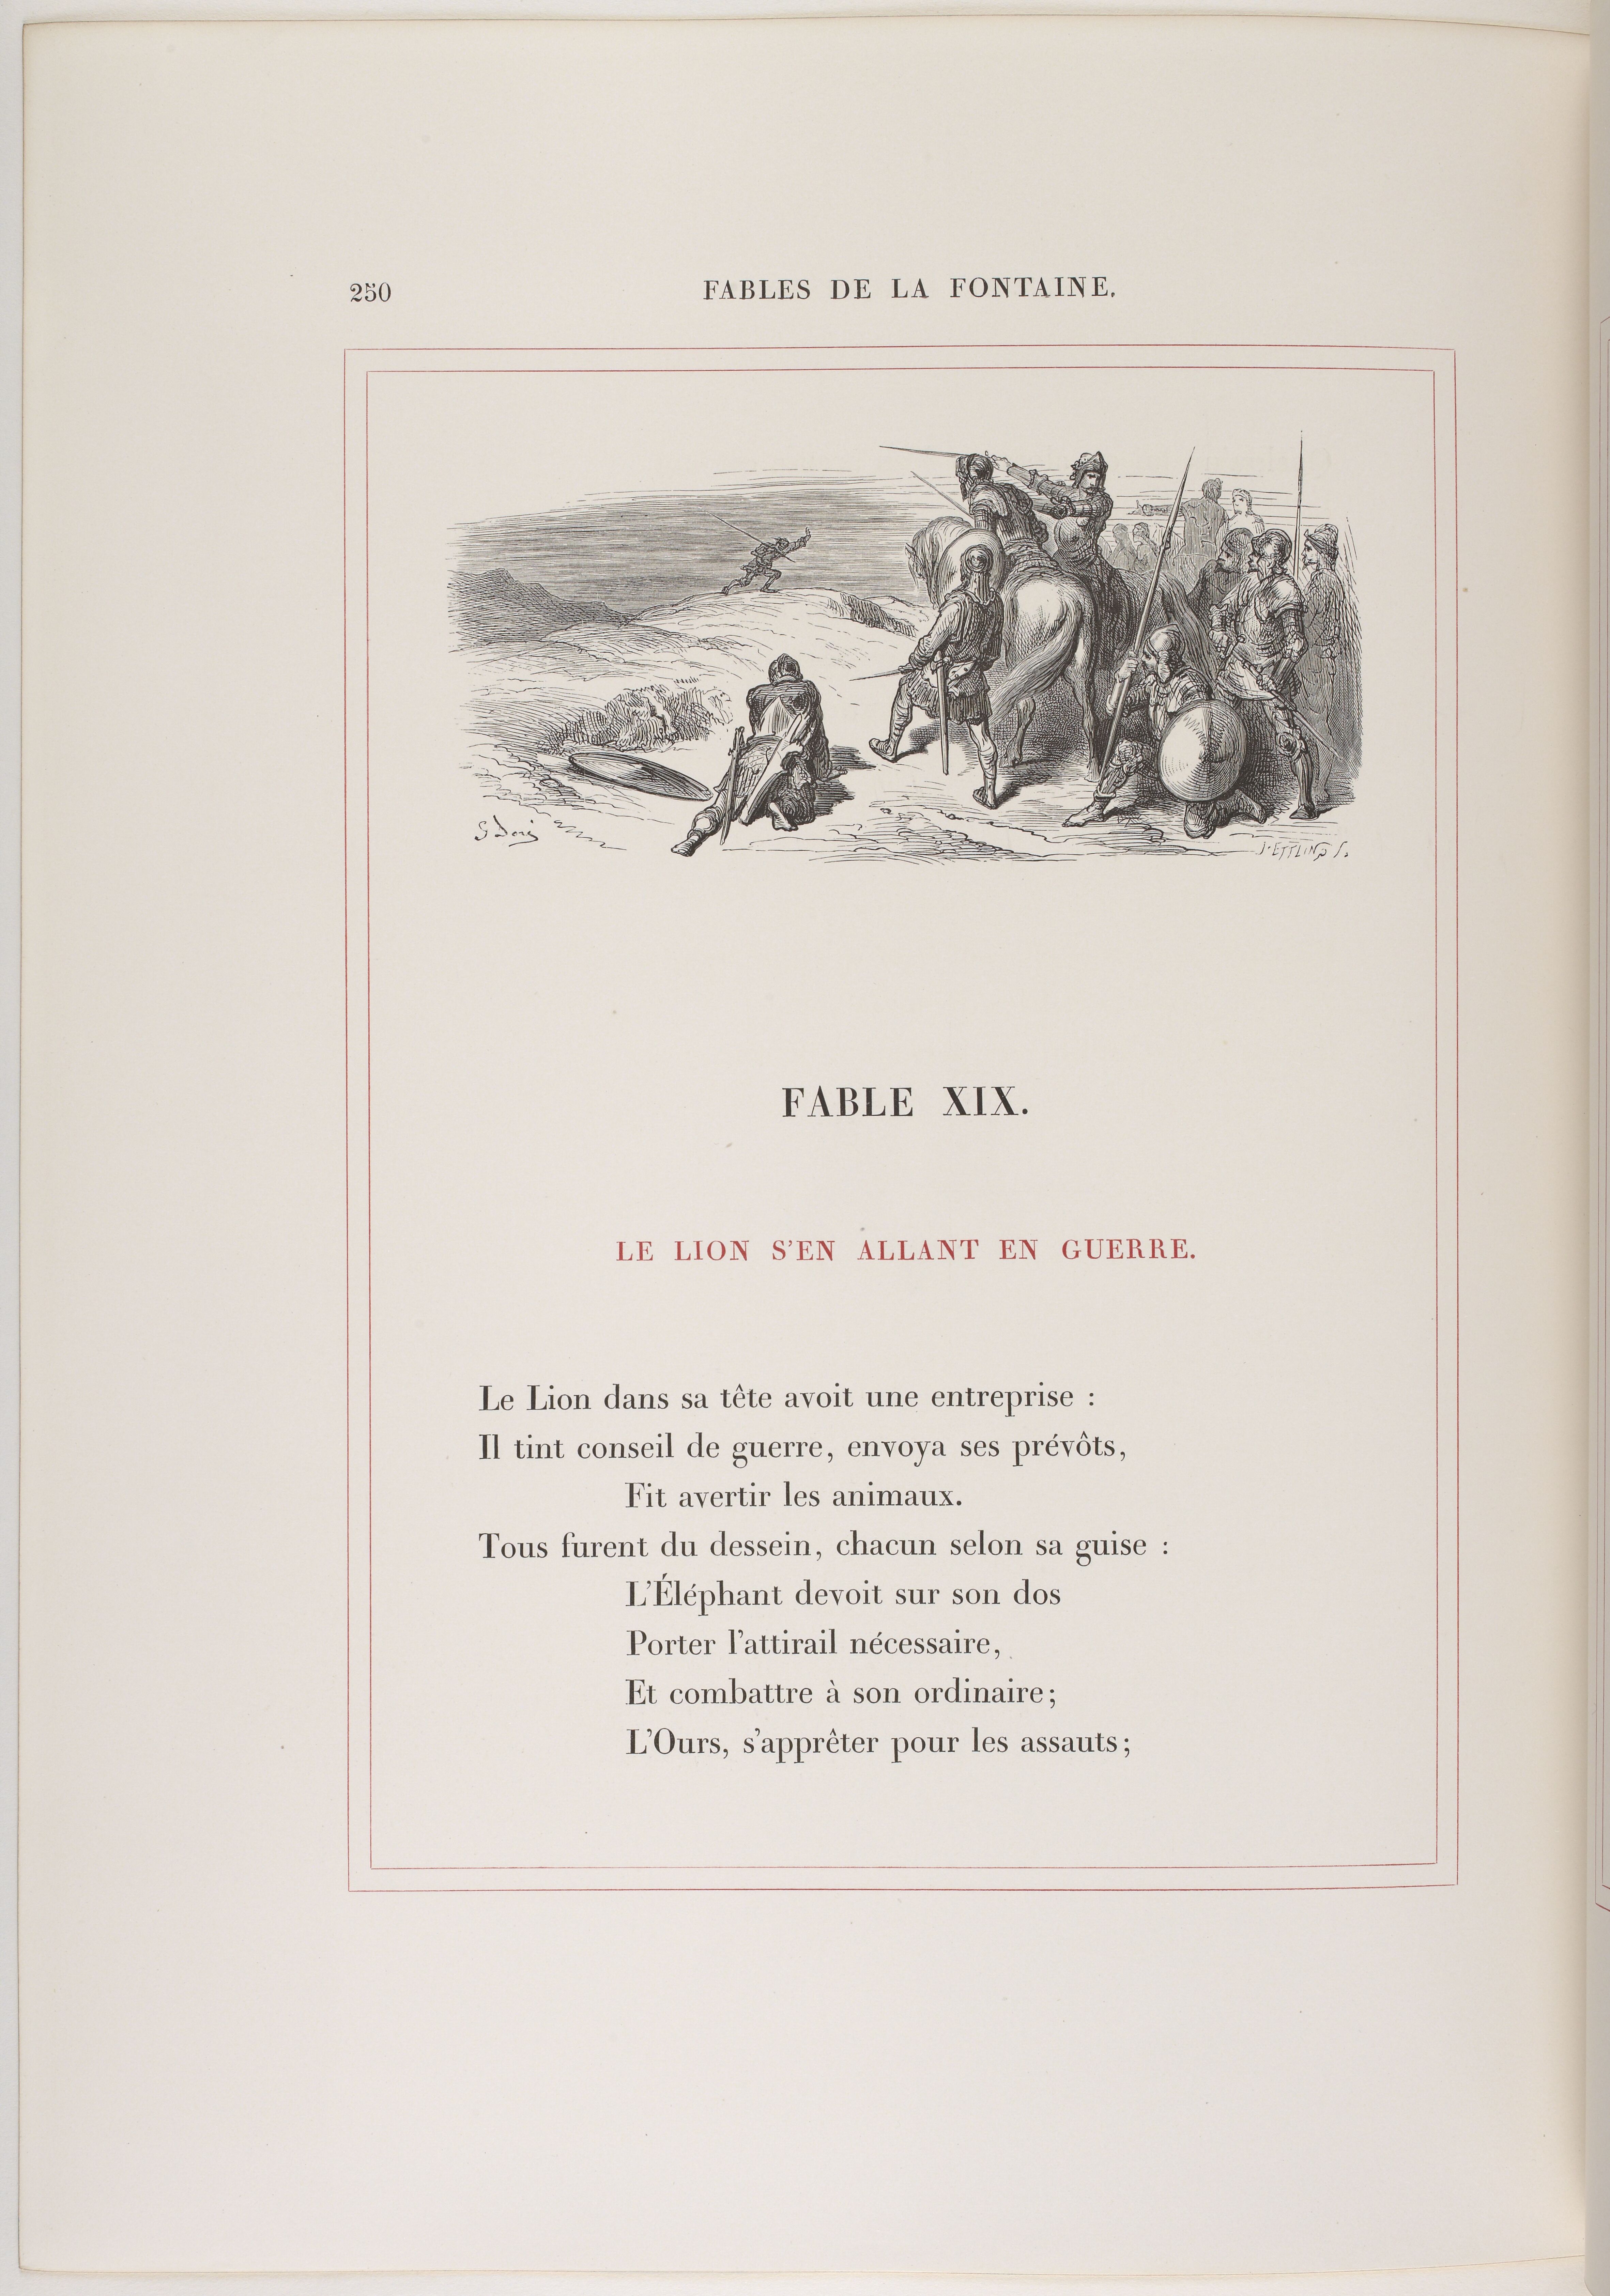 250
FABLES DE LA FONTAINE.
G Doré
J. ETTLING S.
FABLE XIX.
LE LION S'EN ALLANT EN GUERRE.
Le Lion dans sa tête avoit une entreprise :
Il tint conseil de guerre, envoya ses prévôts,
Fit avertir les animaux.
Tous furent du dessein, chacun selon sa guise :
L'Éléphant devoit sur son dos
Porter l'attirail nécessaire,
Et combattre à son ordinaire;
L'Ours, s'apprêter pour les assauts;